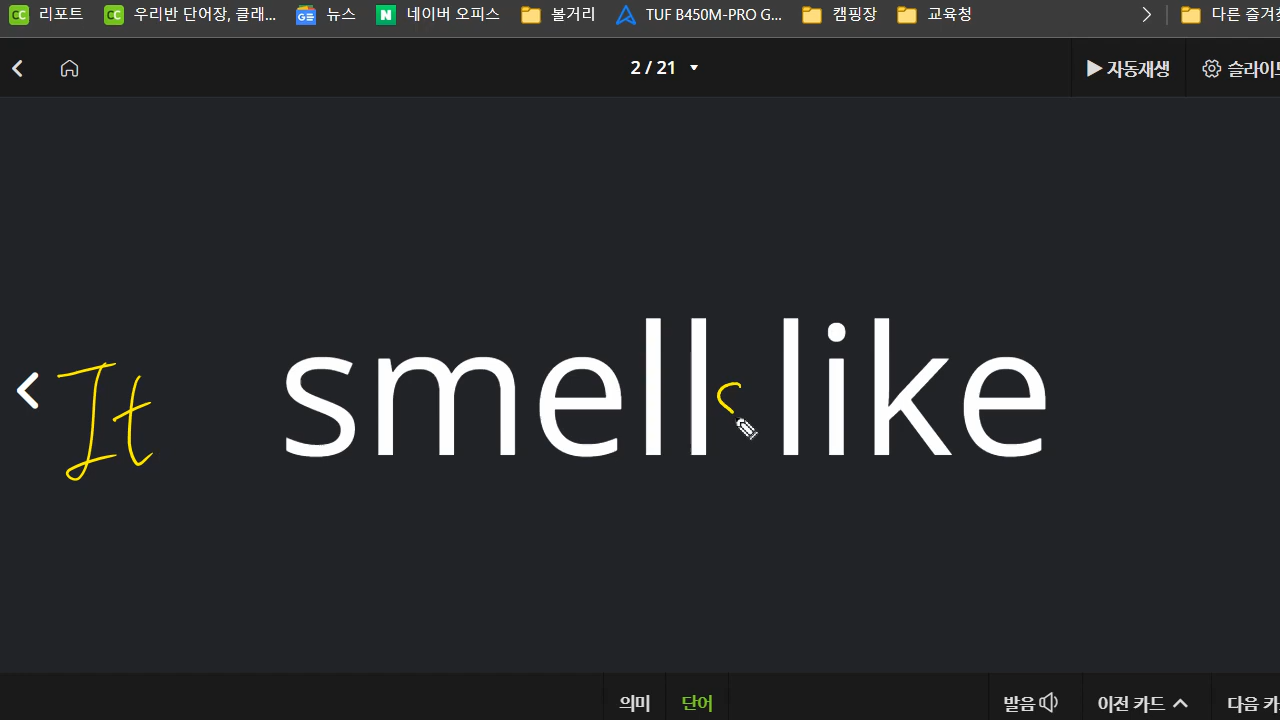 리포트 우리반 단어장, 클래... 뉴스 네이버 오피스 볼거리 TUF B450M-PRO G... 캠핑장 교육청 다른 즐겨찾
2 / 21 자동재생 슬라이드
It smells like
의미 단어 발음 이전 카드 다음 카